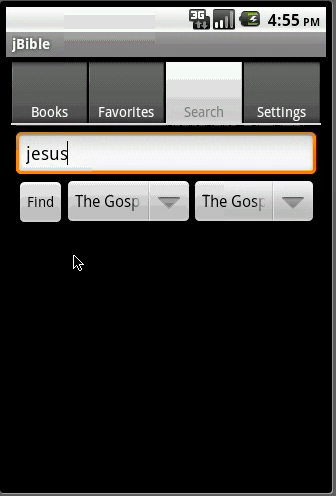 3G 4:55 PM
jBible
Books Favorites Search Settings
jesus
Find The Gosp The Gosp